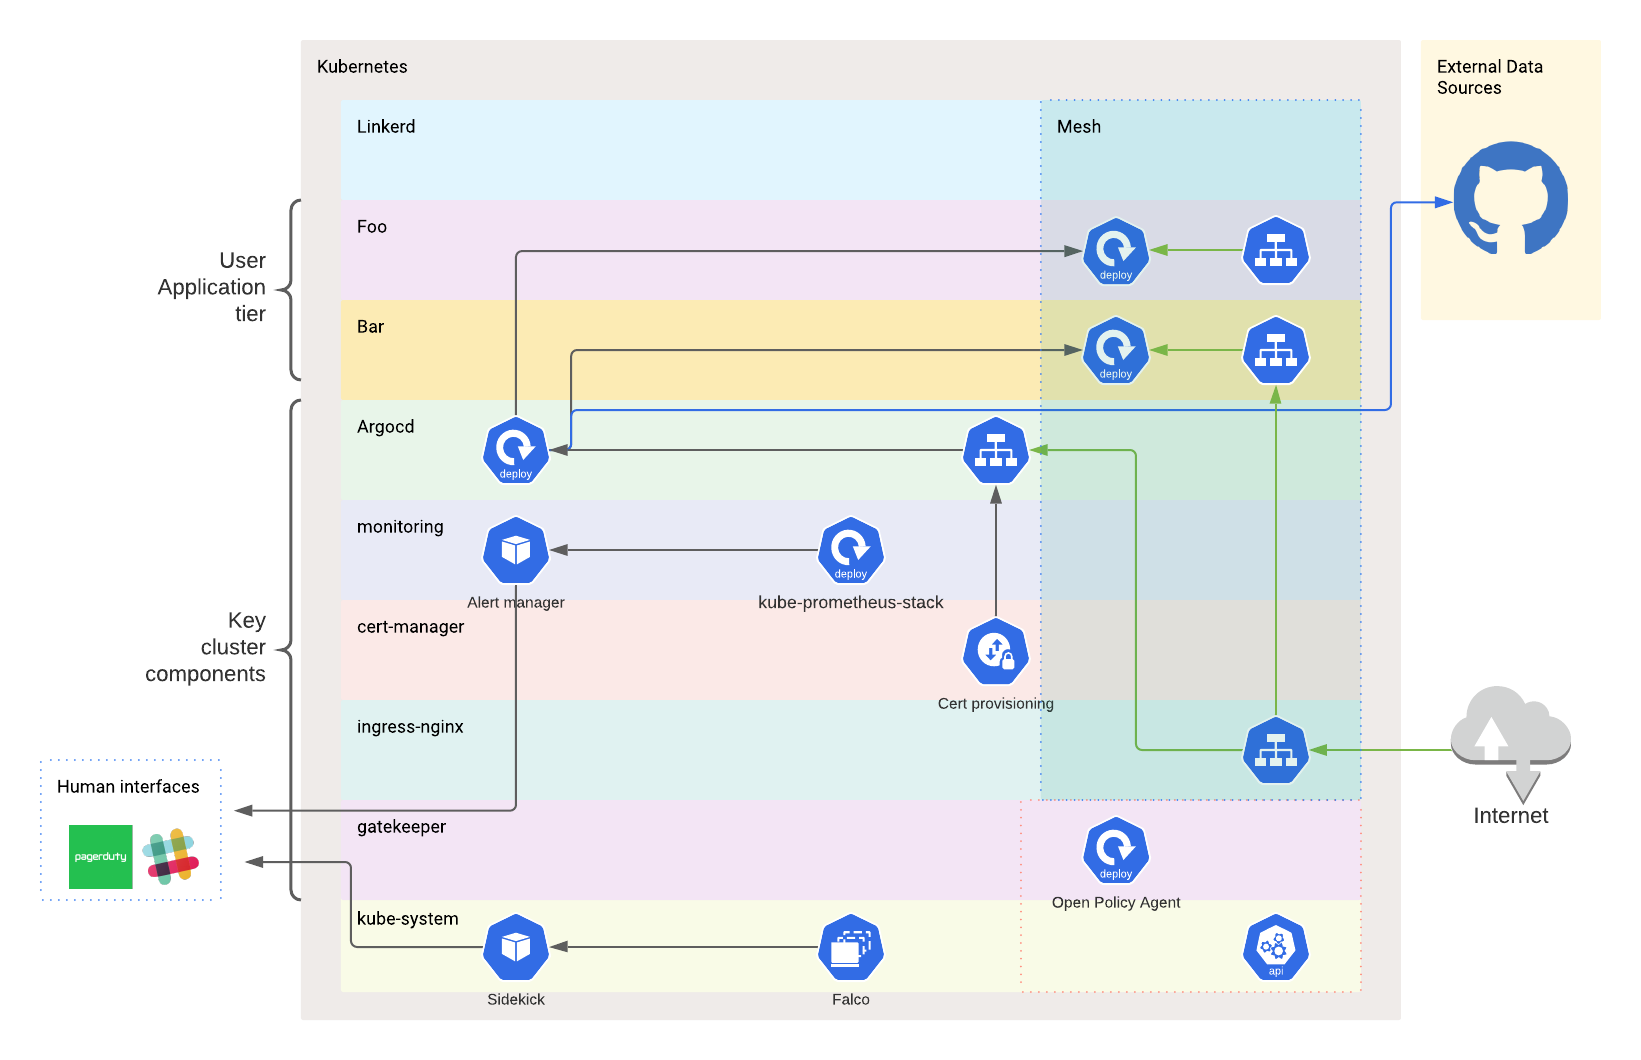 Kubernetes
External Data
Sources
Linkerd
Mesh
Foo
deploy
User
Application
tier
Bar
deploy
Argocd
deploy
monitoring
deploy
Alert manager
kube-prometheus-stack
Key
cluster
components
cert-manager
Cert provisioning
ingress-nginx
Internet
Human interfaces
pagerduty
gatekeeper
deploy
Open Policy Agent
kube-system
api
Sidekick
Falco